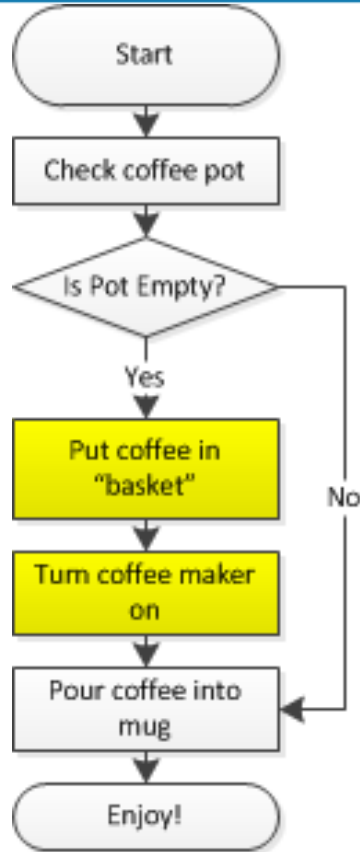 Start
Check coffee pot
Is Pot Empty?
Yes
Put coffee in
“basket”
No
Turn coffee maker
on
Pour coffee into
mug
Enjoy!